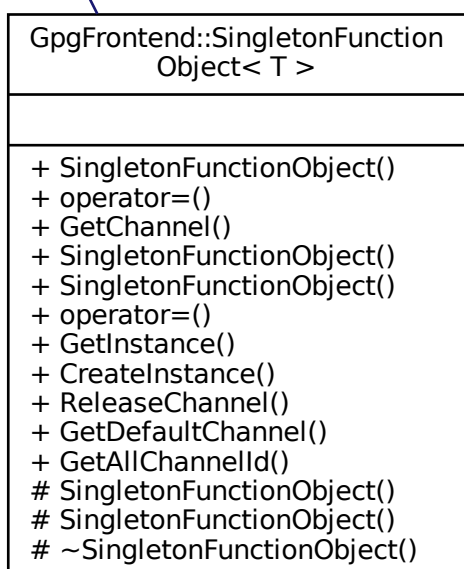 GpgFrontend::SingletonFunction
Object< T >
+ SingletonFunctionObject()
+ operator=()
+ GetChannel()
+ SingletonFunctionObject()
+ SingletonFunctionObject()
+ operator=()
+ GetInstance()
+ CreateInstance()
+ ReleaseChannel()
+ GetDefaultChannel()
+ GetAllChannelId()
# SingletonFunctionObject()
# SingletonFunctionObject()
# ~SingletonFunctionObject()